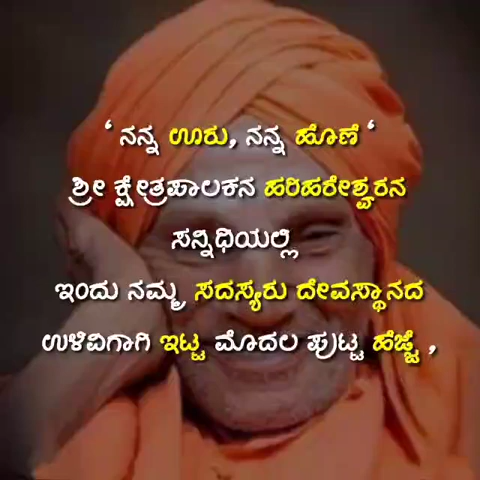 ‘ ನನ್ನ ಊರು, ನನ್ನ ಹೊಣೆ ‘
ಶ್ರೀ ಕ್ಷೇತ್ರಪಾಲಕನ ಹರಿಹರೇಶ್ವರನ
ಸನ್ನಿಧಿಯಲ್ಲಿ
ಇಂದು ನಮ್ಮ ಸದಸ್ಯರು ದೇವಸ್ಥಾನದ
ಉಳಿವಿಗಾಗಿ ಇಟ್ಟ ಮೊದಲ ಪುಟ್ಟ ಹೆಜ್ಜೆ ,